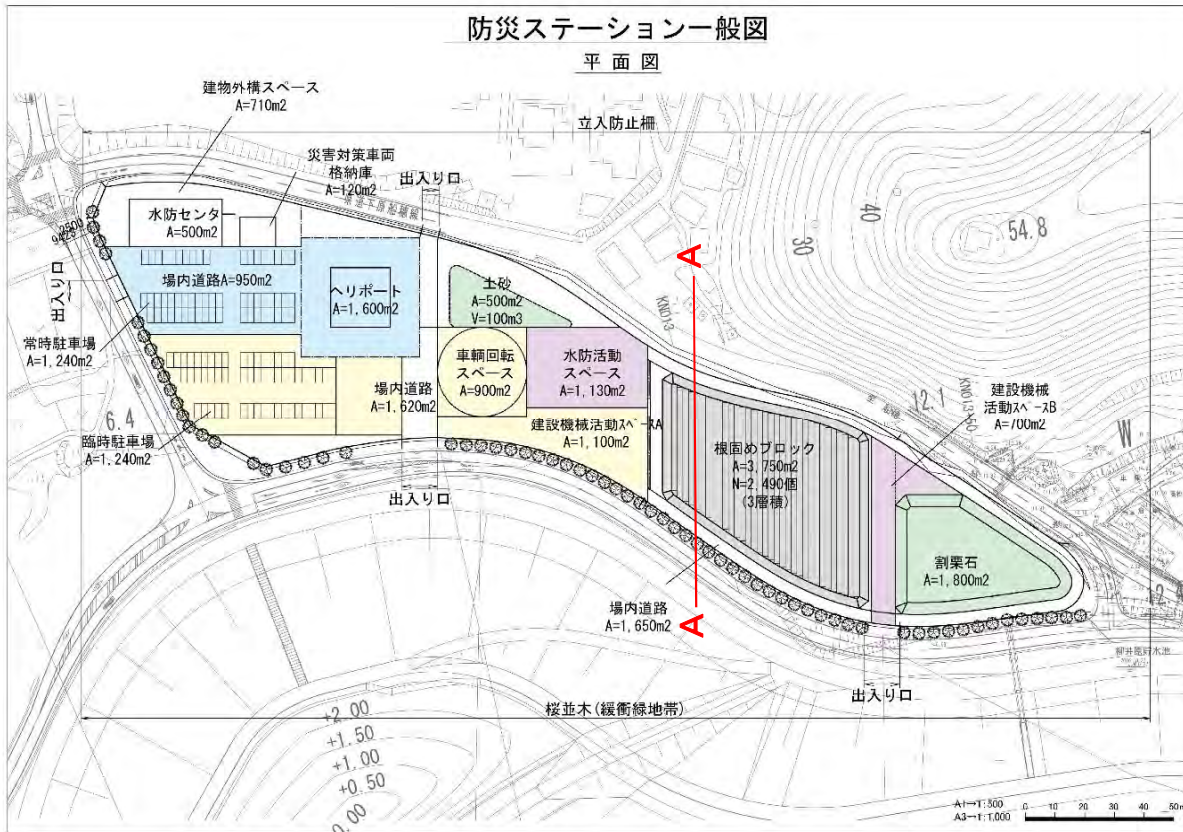 防災ステーション一般図
平 面 図
建物外構スペース
A=710m2
立入防止柵
災害対策車両
格納庫
A=120m2
出入り口
水防センター
A=500m2
場内道路A=950m2
ヘリポート
A=1,600m2
土砂
A=500m2
V=100m3
A
40
30
54.8
KNO13
出入り口
常時駐車場
A=1,240m2
車輌回転
スペース
A=900m2
水防活動
スペース
A=1,130m2
場内道路
A=1,620m2
12.1
建設機械
活動スペースB
A=700m2
6.4
臨時駐車場
A=1,240m2
建設機械活動スペースA
A=1,100m2
根固めブロック
A=3,750m2
N=2,490個
(3層積)
W
出入り口
割栗石
A=1,800m2
場内道路
A=1,650m2
A
12.4
出入り口
桜並木(緩衝緑地帯)
+2.00
+1.50
+1.00
+0.50
0.00
A1→1:500
A3→1:1,000
0 10 20 30 40 50m